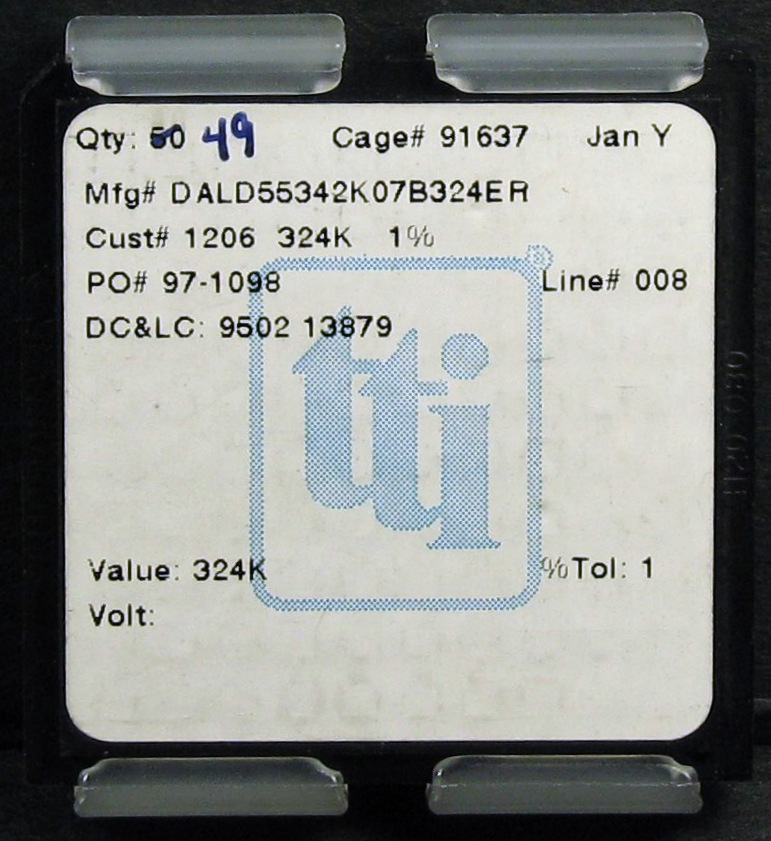 Qty: 50 49 Cage# 91637 Jan Y
Mfg# DALD55342K07B324ER
Cust# 1206 324K 1%
PO# 97-1098 Line# 008
DC&LC: 9502 13879
tti ®
Value: 324K %Tol: 1
Volt: